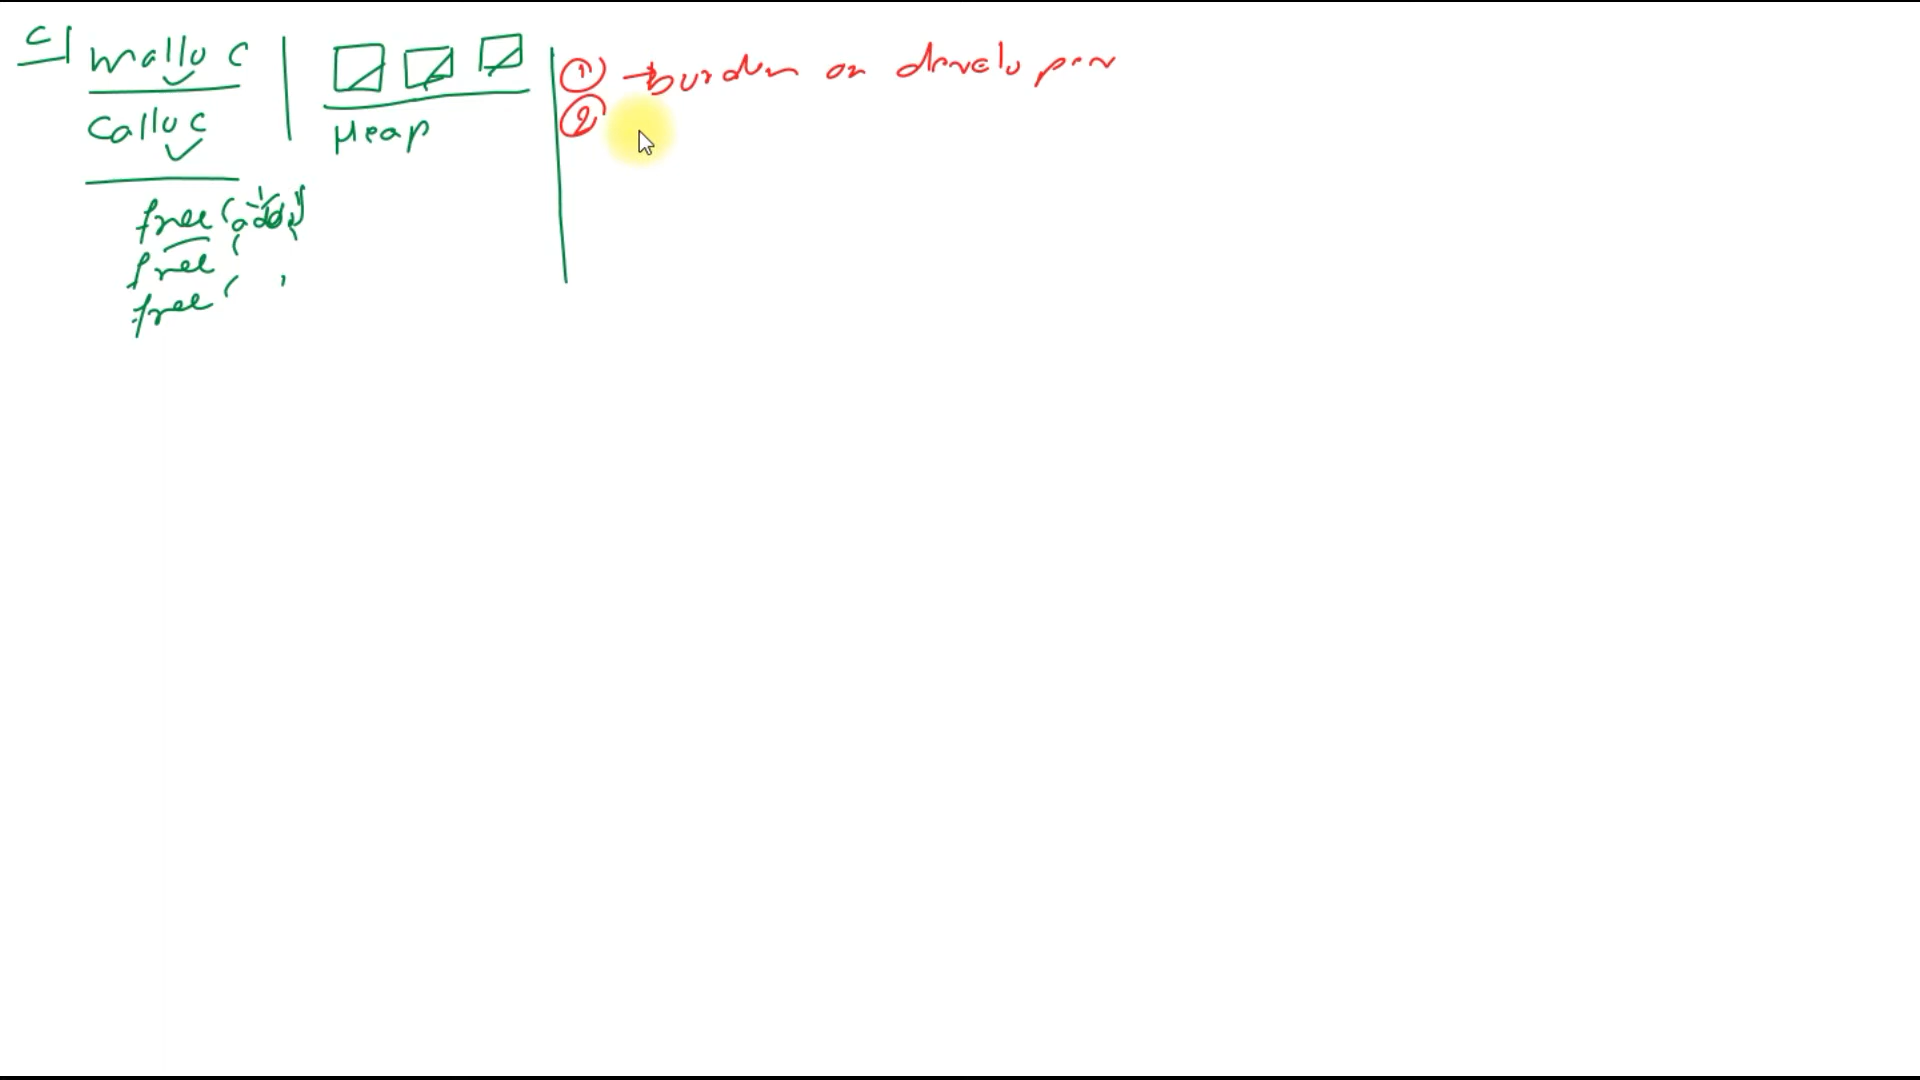 C
malloc
calloc
free(addr)
free(
free( )
Heap
① → burden on developer
②